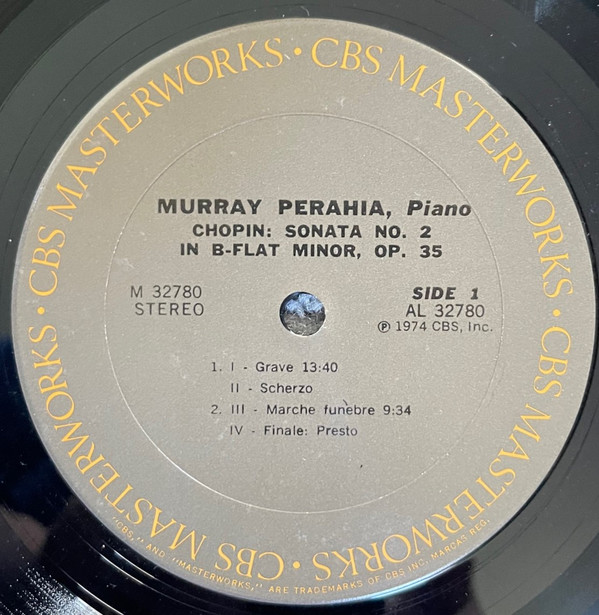 CBS MASTERWORKS • CBS MASTERWORKS • CBS MASTERWORKS • CBS MASTERWORKS •
MURRAY PERAHIA, Piano
CHOPIN: SONATA NO. 2
IN B-FLAT MINOR, OP. 35
M 32780
STEREO
SIDE 1
AL 32780
℗ 1974 CBS, Inc.
1. I - Grave 13:40
II - Scherzo
2. III - Marche funèbre 9:34
IV - Finale: Presto
"CBS," AND "MASTERWORKS," ARE TRADEMARKS OF CBS INC. MARCAS REG.